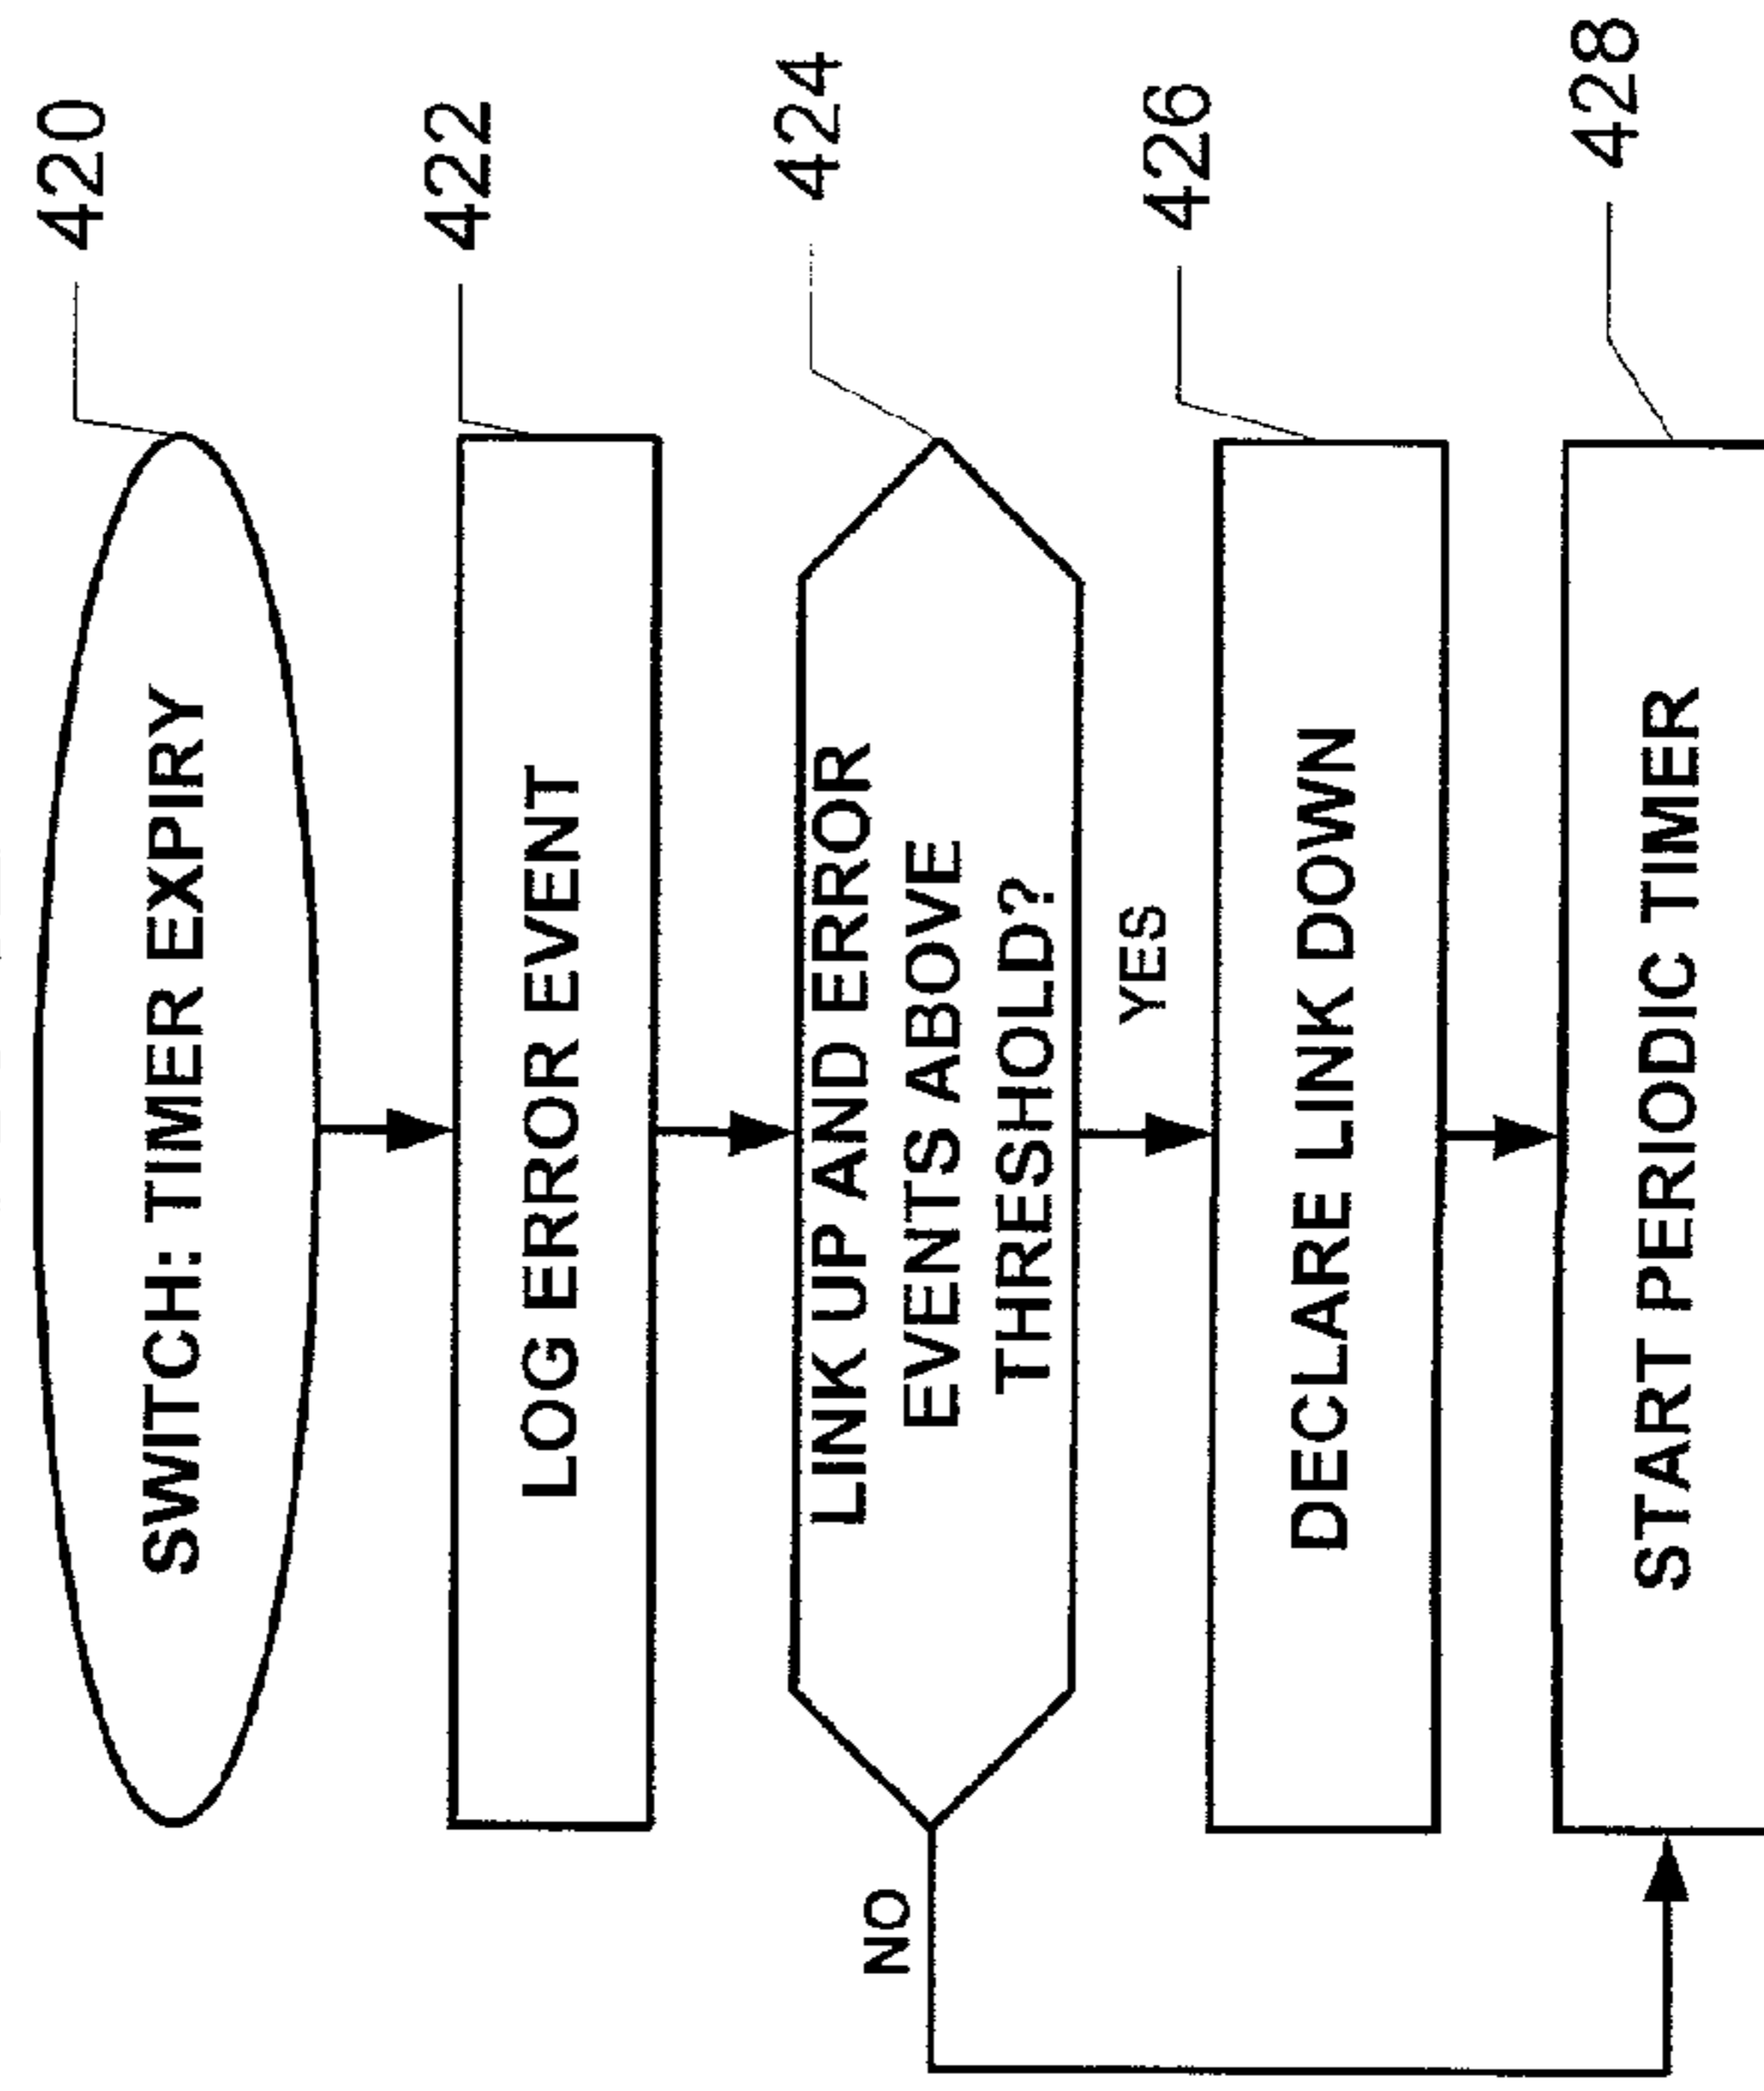 SWITCH: TIMER EXPIRY
420
LOG ERROR EVENT
422
LINK UP AND ERROR
EVENTS ABOVE
THRESHOLD?
424
NO
YES
DECLARE LINK DOWN
426
START PERIODIC TIMER
428